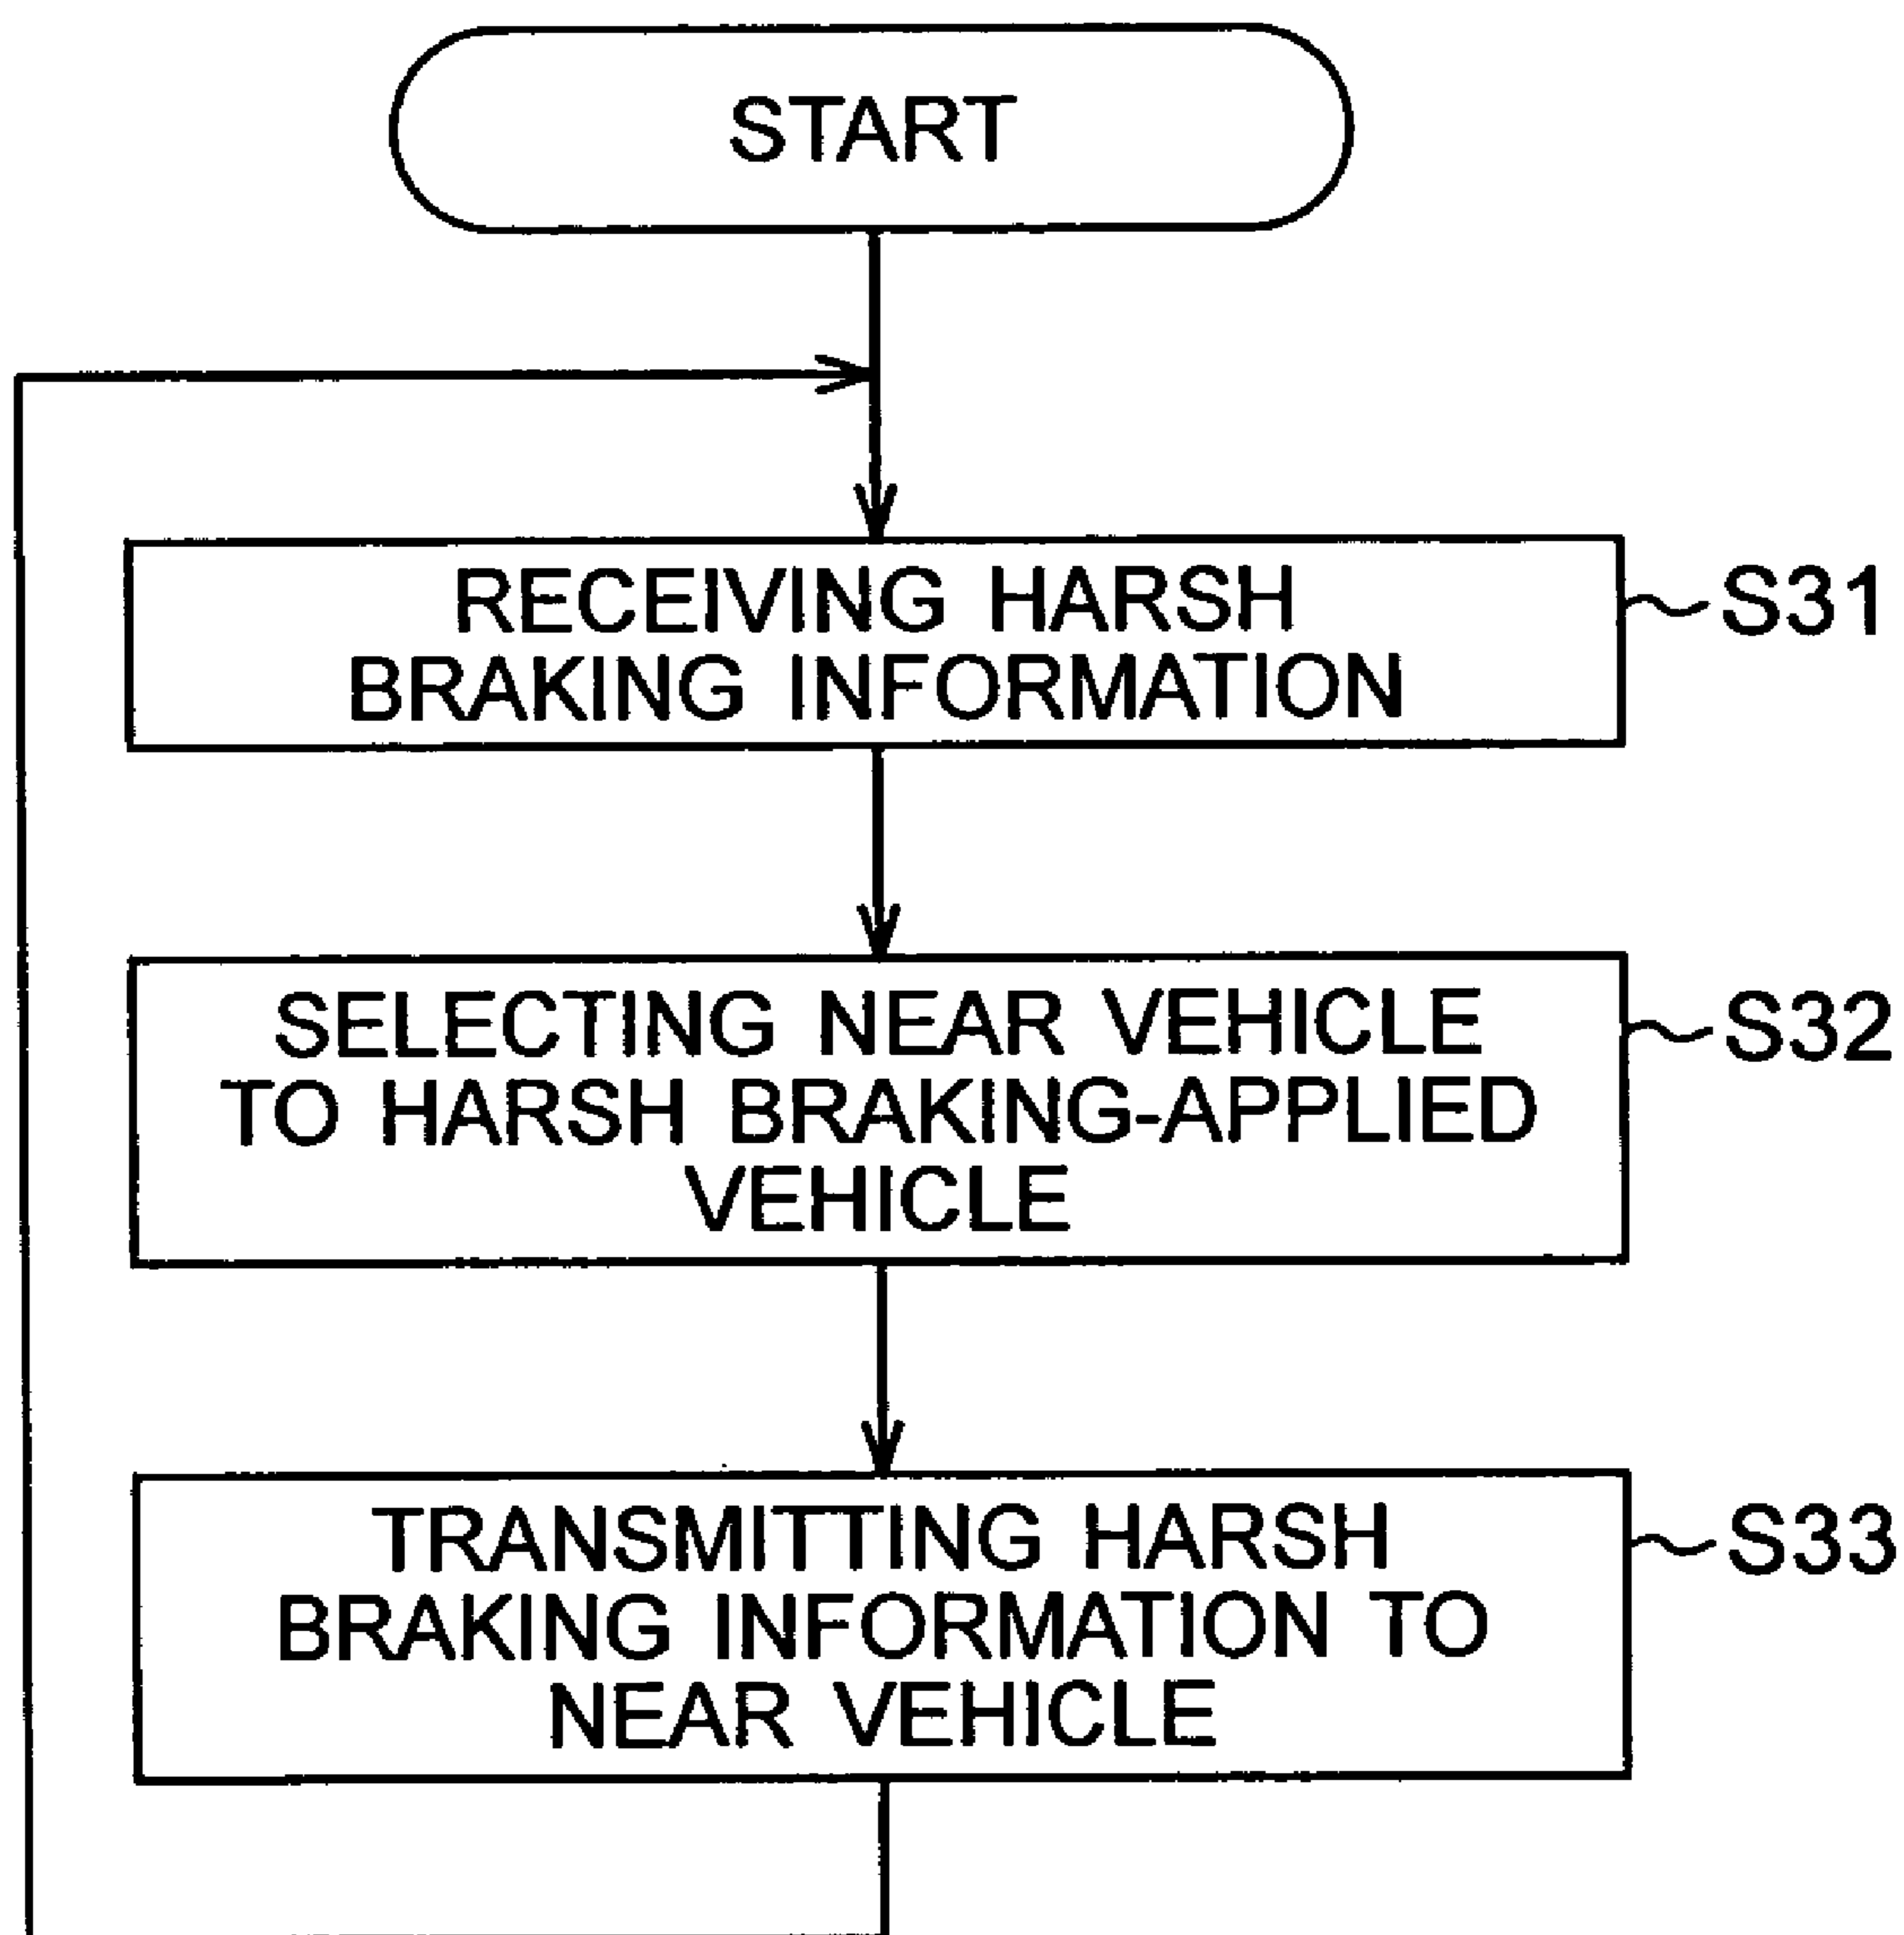 START
RECEIVING HARSH
BRAKING INFORMATION
S31
SELECTING NEAR VEHICLE
TO HARSH BRAKING-APPLIED
VEHICLE
S32
TRANSMITTING HARSH
BRAKING INFORMATION TO
NEAR VEHICLE
S33